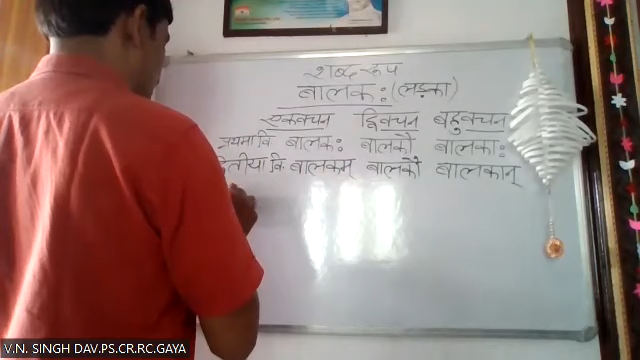 शब्द-रूप
बालकः (लड़का)
एकवचन द्विवचन बहुवचन
प्रथमा वि बालकः बालकौ बालकाः
द्वितीया वि. बालकम् बालकौ बालकान्
V.N. SINGH DAV.PS.CR.RC.GAYA